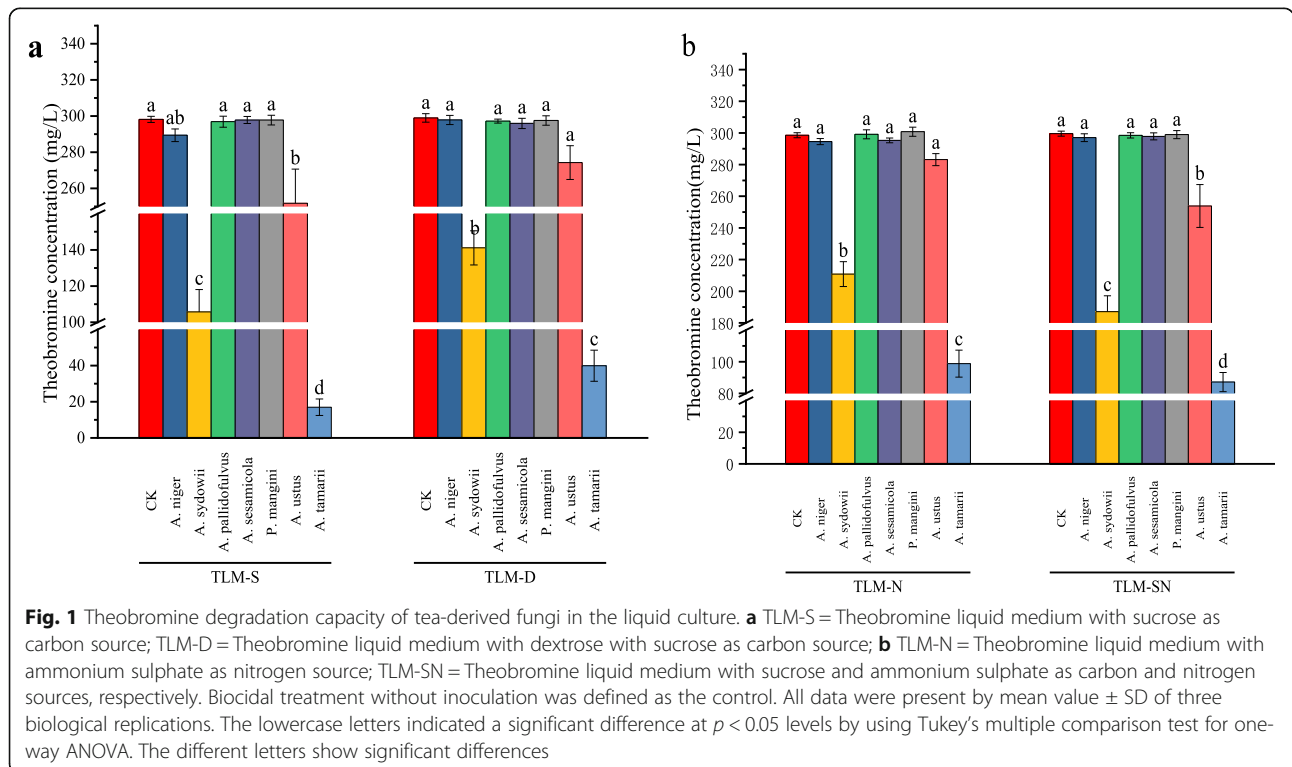 a
Theobromine concentration (mg/L)
340
320
300
280
260
140
120
100
40
20
0
a
ab
c
a
a
a
b
d
a
a
b
a
a
a
a
c
CK
A. niger
A. sydowii
A. pallidofulvus
A. sesamicola
P. mangini
A. ustus
A. tamarii
TLM-S
CK
A. niger
A. sydowii
A. pallidofulvus
A. sesamicola
P. mangini
A. ustus
A. tamarii
TLM-D
b
Theobromine concentration(mg/L)
340
320
300
280
260
240
220
210
200
180
100
80
20
0
a
a
b
a
a
a
a
c
a
a
c
a
a
a
b
d
CK
A. niger
A. sydowii
A. pallidofulvus
A. sesamicola
P. mangini
A. ustus
A. tamarii
TLM-N
CK
A. niger
A. sydowii
A. pallidofulvus
A. sesamicola
P. mangini
A. ustus
A. tamarii
TLM-SN
Fig. 1 Theobromine degradation capacity of tea-derived fungi in the liquid culture. a TLM-S = Theobromine liquid medium with sucrose as
carbon source; TLM-D = Theobromine liquid medium with dextrose with sucrose as carbon source; b TLM-N = Theobromine liquid medium with
ammonium sulphate as nitrogen source; TLM-SN = Theobromine liquid medium with sucrose and ammonium sulphate as carbon and nitrogen
sources, respectively. Biocidal treatment without inoculation was defined as the control. All data were present by mean value ± SD of three
biological replications. The lowercase letters indicated a significant difference at p < 0.05 levels by using Tukey's multiple comparison test for one-
way ANOVA. The different letters show significant differences